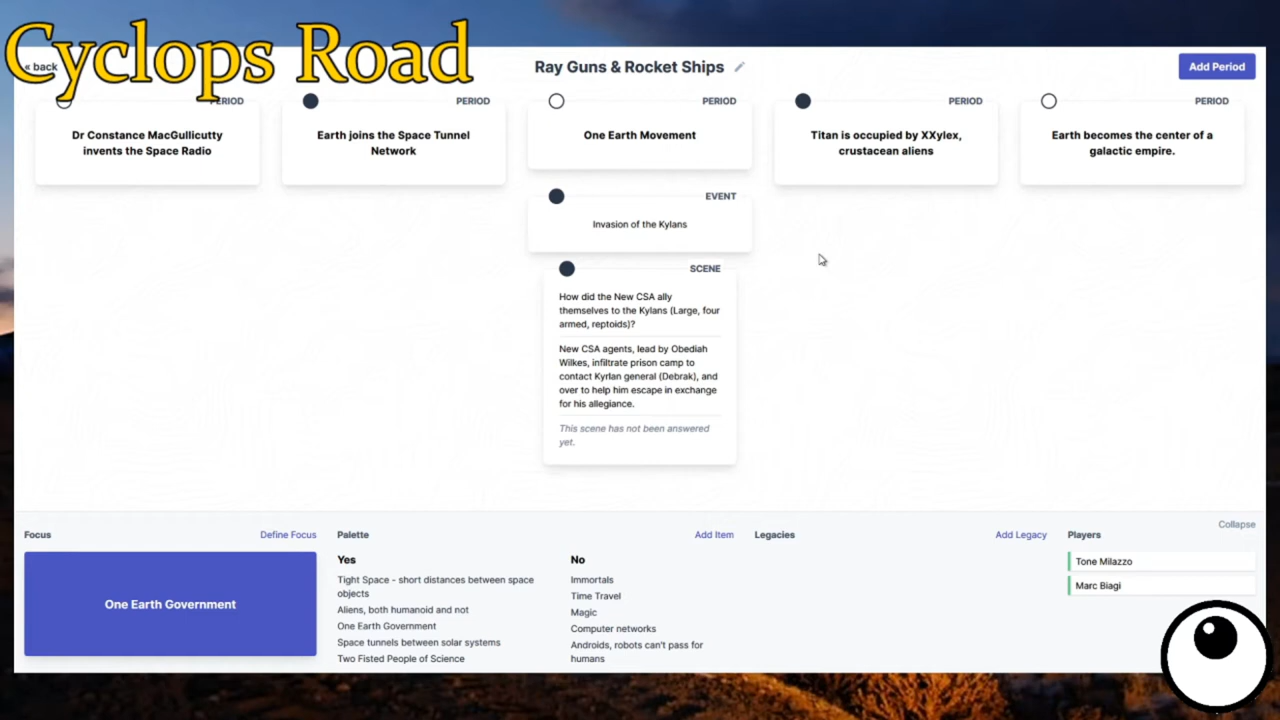 Cyclops Road
« back
Ray Guns & Rocket Ships
Add Period
PERIOD
Dr Constance MacGullicutty
invents the Space Radio
PERIOD
Earth joins the Space Tunnel
Network
PERIOD
One Earth Movement
PERIOD
Titan is occupied by XXylex,
crustacean aliens
PERIOD
Earth becomes the center of a
galactic empire.
EVENT
Invasion of the Kylans
SCENE
How did the New CSA ally
themselves to the Kylans (Large, four
armed, reptoids)?
New CSA agents, lead by Obediah
Wilkes, infiltrate prison camp to
contact Kyrlan general (Debrak), and
over to help him escape in exchange
for his allegiance.
This scene has not been answered
yet.
Collapse
Focus
Define Focus
One Earth Government
Palette
Add Item
Yes
Tight Space - short distances between space
objects
Aliens, both humanoid and not
One Earth Government
Space tunnels between solar systems
Two Fisted People of Science
No
Immortals
Time Travel
Magic
Computer networks
Androids, robots can't pass for
humans
Legacies
Add Legacy
Players
Tone Milazzo
Marc Biagi